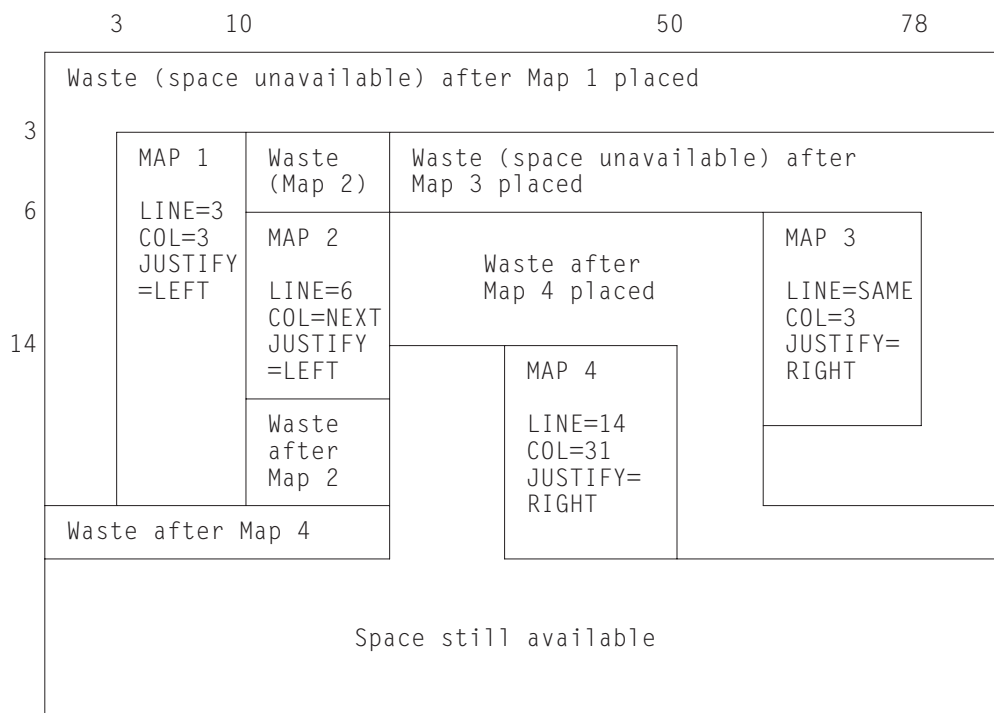 3 10 50 78
Waste (space unavailable) after Map 1 placed
3
MAP 1
LINE=3
COL=3
JUSTIFY
=LEFT
Waste
(Map 2)
Waste (space unavailable) after
Map 3 placed
6
MAP 2
LINE=6
COL=NEXT
JUSTIFY
=LEFT
Waste after
Map 4 placed
MAP 3
LINE=SAME
COL=3
JUSTIFY=
RIGHT
14
MAP 4
LINE=14
COL=31
JUSTIFY=
RIGHT
Waste
after
Map 2
Waste after Map 4
Space still available